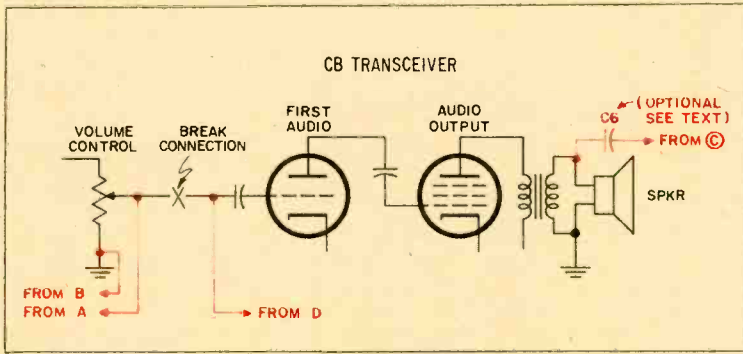 CB TRANSCEIVER
VOLUME
CONTROL
BREAK
CONNECTION
FIRST
AUDIO
AUDIO
OUTPUT
C6
(OPTIONAL
SEE TEXT)
FROM C
SPKR
FROM B
FROM A
FROM D